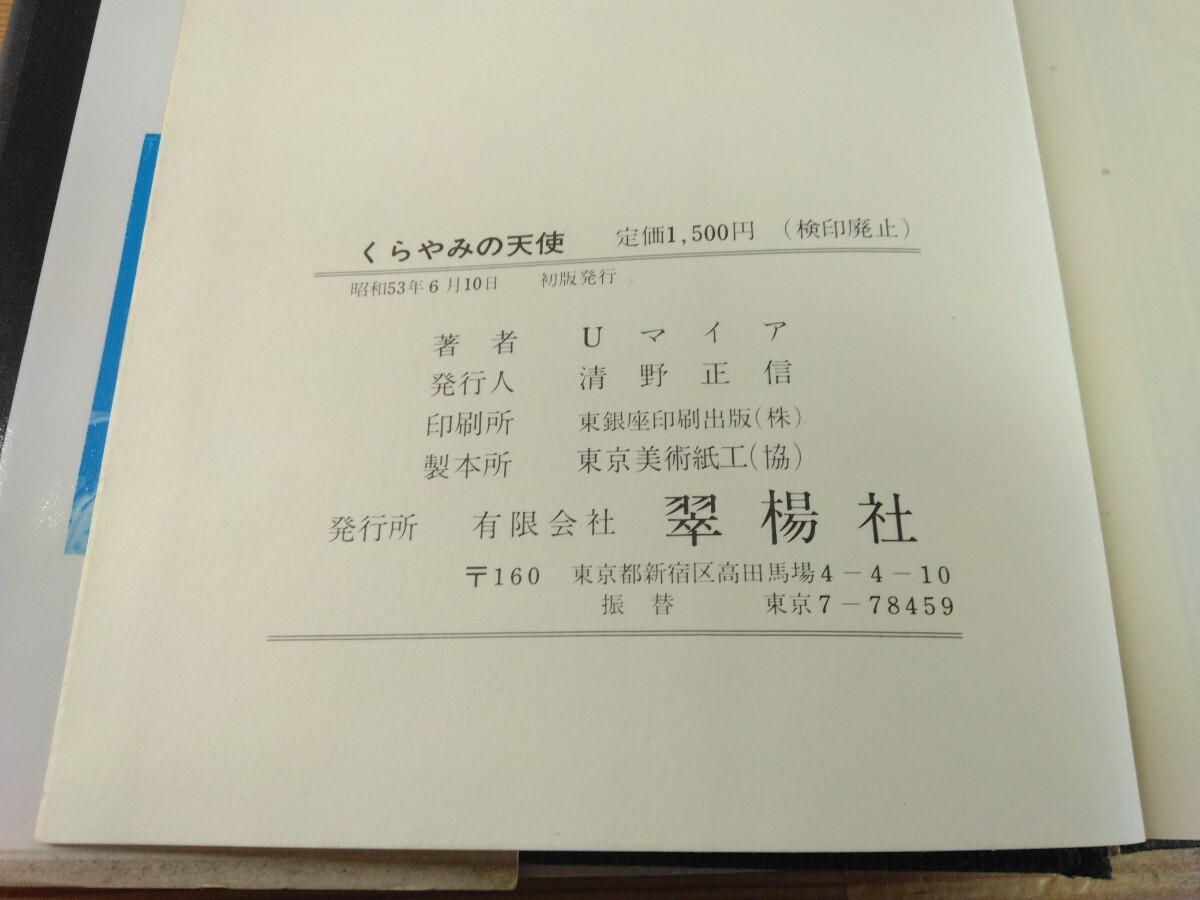 くらやみの天使　定価1,500円　（検印廃止）
昭和53年6月10日　初版発行
著者　Uマイア
発行人　清野正信
印刷所　東銀座印刷出版（株）
製本所　東京美術紙工（協）
発行所　有限会社　翠楊社
〒160　東京都新宿区高田馬場4－4－10
振替　東京7－78459